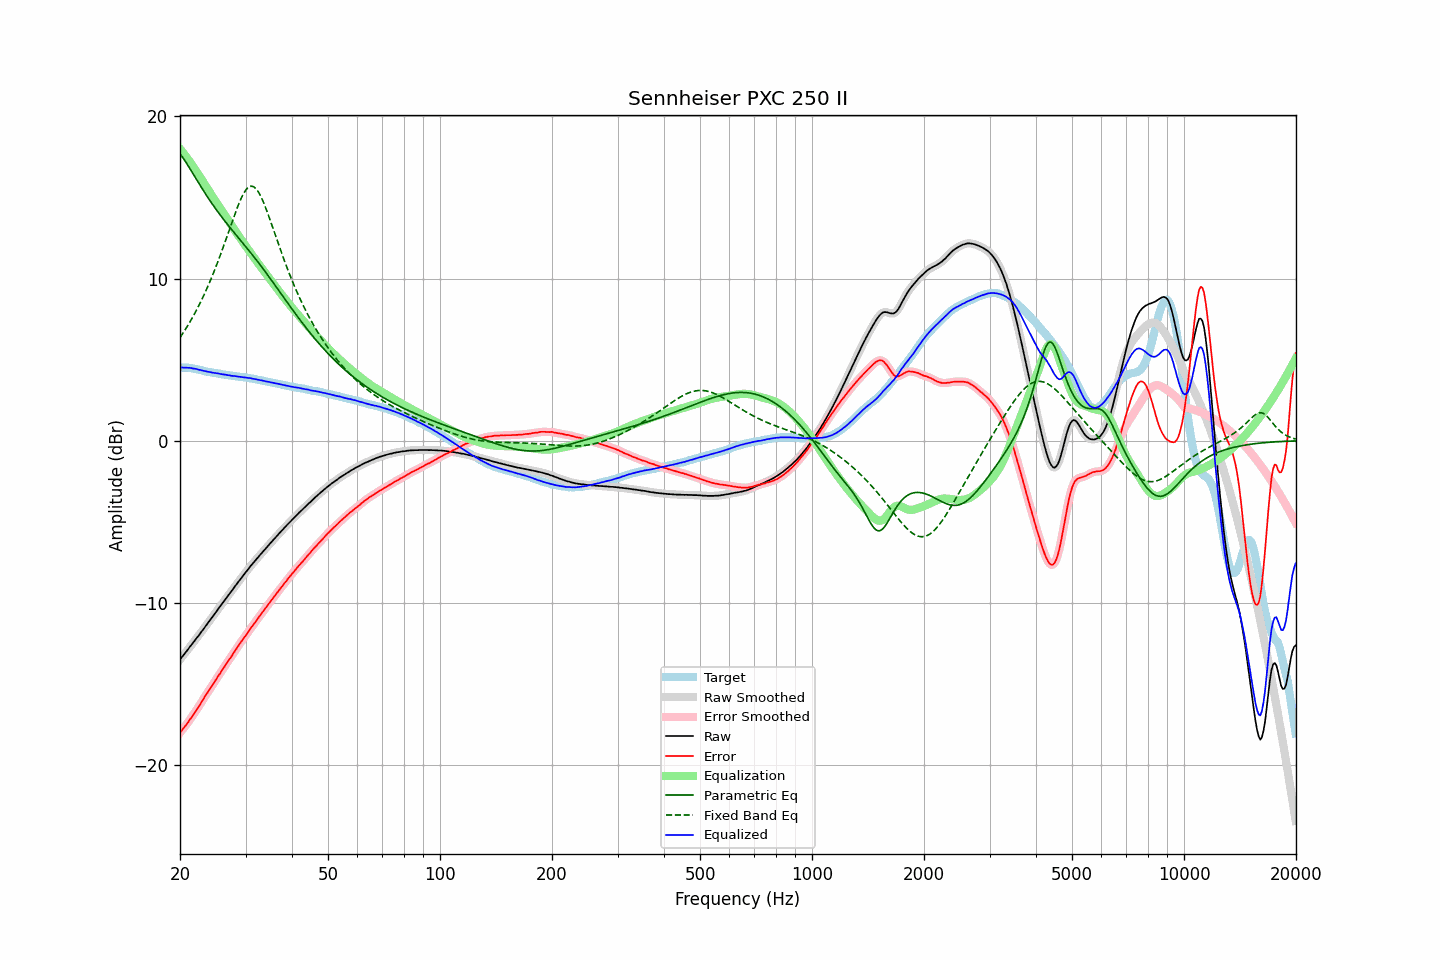 Sennheiser PXC 250 II
20
10
0
−10
−20
Amplitude (dBr)
Target
Raw Smoothed
Error Smoothed
Raw
Error
Equalization
Parametric Eq
Fixed Band Eq
Equalized
20 50 100 200 500 1000 2000 5000 10000 20000
Frequency (Hz)